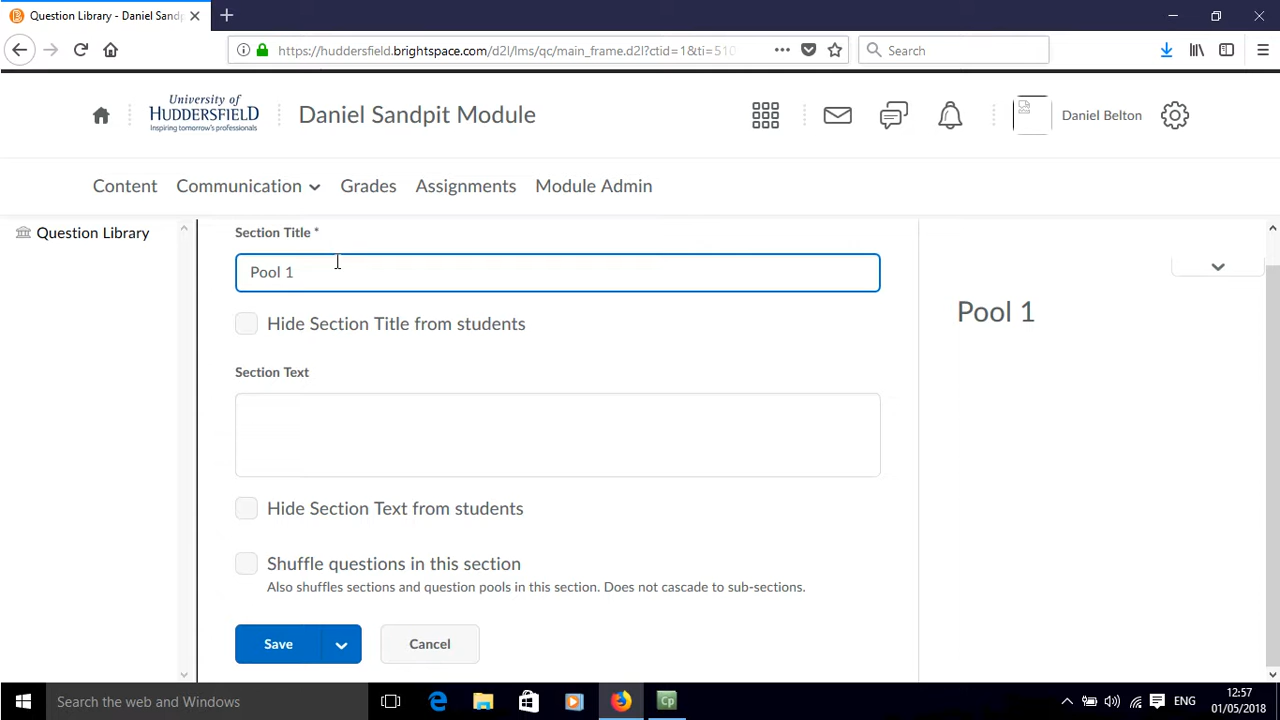 Question Library - Daniel Sandp
https://huddersfield.brightspace.com/d2l/lms/qc/main_frame.d2l?ctid=1&ti=510
Search
University of
HUDDERSFIELD
Inspiring tomorrow's professionals
Daniel Sandpit Module
Daniel Belton
Content
Communication
Grades
Assignments
Module Admin
Question Library
Section Title *
Pool 1
Hide Section Title from students
Section Text
Hide Section Text from students
Shuffle questions in this section
Also shuffles sections and question pools in this section. Does not cascade to sub-sections.
Save
Cancel
Pool 1
Search the web and Windows
Cp
ENG
12:57
01/05/2018